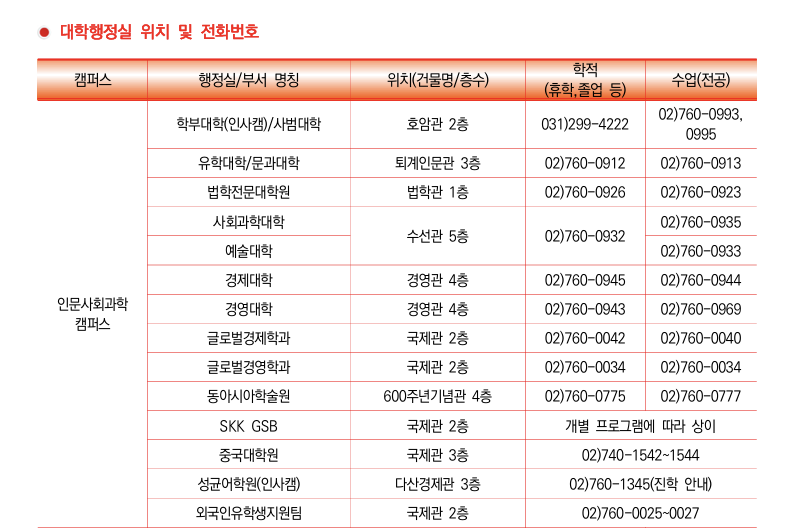 대학행정실 위치 및 전화번호
캠퍼스 행정실/부서 명칭 위치(건물명/층수) 학적 (휴학,졸업 등) 수업(전공)
인문사회과학 캠퍼스
학부대학(인사캠)/사범대학 호암관 2층 031)299-4222 02)760-0993, 0995
유학대학/문과대학 퇴계인문관 3층 02)760-0912 02)760-0913
법학전문대학원 법학관 1층 02)760-0926 02)760-0923
사회과학대학 수선관 5층 02)760-0932 02)760-0935
예술대학 02)760-0933
경제대학 경영관 4층 02)760-0945 02)760-0944
경영대학 경영관 4층 02)760-0943 02)760-0969
글로벌경제학과 국제관 2층 02)760-0042 02)760-0040
글로벌경영학과 국제관 2층 02)760-0034 02)760-0034
동아시아학술원 600주년기념관 4층 02)760-0775 02)760-0777
SKK GSB 국제관 2층 개별 프로그램에 따라 상이
중국대학원 국제관 3층 02)740-1542~1544
성균어학원(인사캠) 다산경제관 3층 02)760-1345(진학 안내)
외국인유학생지원팀 국제관 2층 02)760-0025~0027